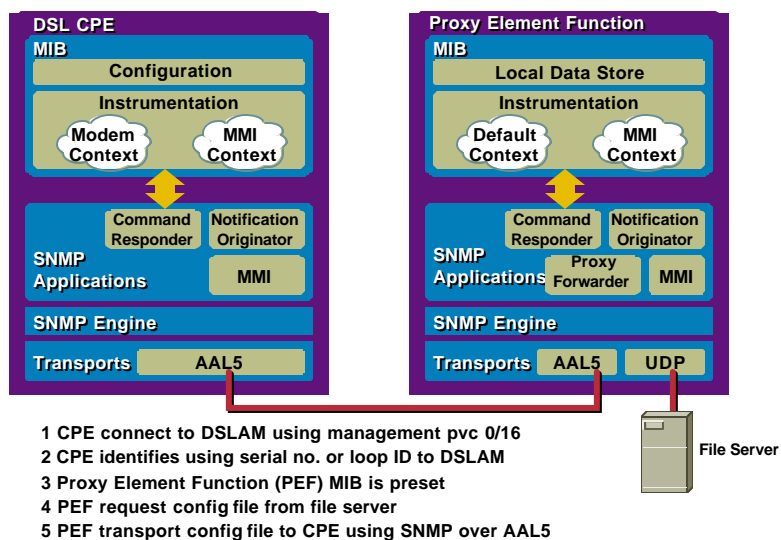 DSL CPE
MIB
Configuration
Instrumentation
Modem
Context
MMI
Context
Command
Responder
Notification
Originator
SNMP
Applications
MMI
SNMP Engine
Transports
AAL5
Proxy Element Function
MIB
Local Data Store
Instrumentation
Default
Context
MMI
Context
Command
Responder
Notification
Originator
SNMP
Applications
Proxy
Forwarder
MMI
SNMP Engine
Transports
AAL5
UDP
File Server
1 CPE connect to DSLAM using management pvc 0/16
2 CPE identifies using serial no. or loop ID to DSLAM
3 Proxy Element Function (PEF) MIB is preset
4 PEF request config file from file server
5 PEF transport config file to CPE using SNMP over AAL5